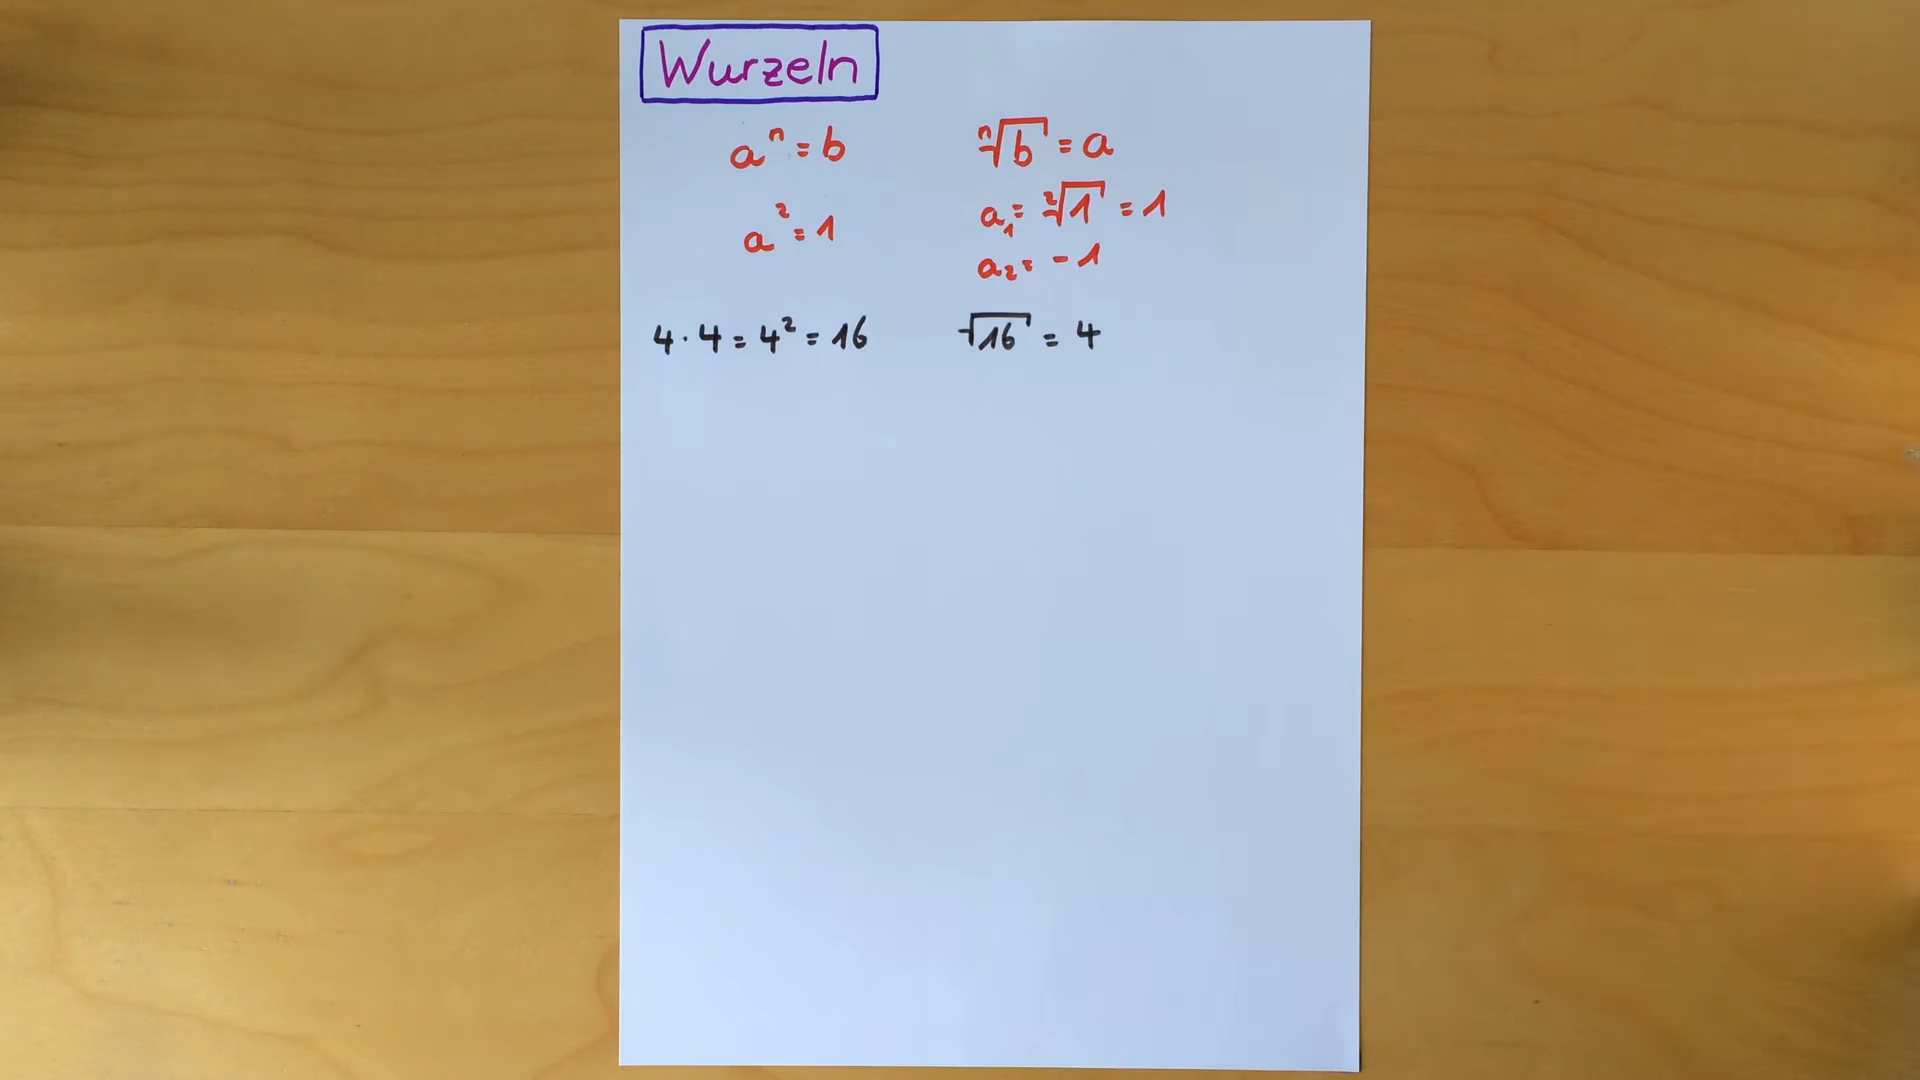 Wurzeln
aⁿ = b    ⁿ√b = a
a² = 1    a₁ = ²√1 = 1
a₂ = -1
4 · 4 = 4² = 16    √16 = 4